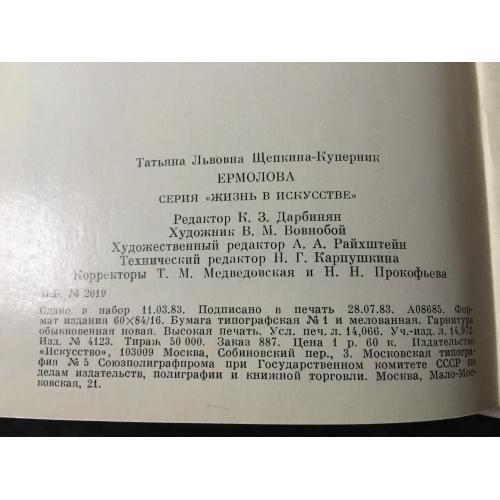 Татьяна Львовна Щепкина-Куперник
ЕРМОЛОВА
СЕРИЯ «ЖИЗНЬ В ИСКУССТВЕ»
Редактор К. З. Дарбинян
Художник В. М. Вовнобой
Художественный редактор А. А. Райхштейн
Технический редактор Н. Г. Карпушкина
Корректоры Т. М. Медведовская и Н. Н. Прокофьева
И.Б. № 2019
Сдано в набор 11.03.83. Подписано в печать 28.07.83. А08685. Фор-
мат издания 60×84/16. Бумага типографская № 1 и мелованная. Гарнитура
обыкновенная новая. Высокая печать. Усл. печ. л. 14,066. Уч.-изд. л. 14,972.
Изд. № 4123. Тираж 50 000. Заказ 887. Цена 1 р. 60 к. Издательство
«Искусство», 103009 Москва, Собиновский пер., 3. Московская типогра-
фия № 5 Союзполиграфпрома при Государственном комитете СССР по
делам издательств, полиграфии и книжной торговли. Москва, Мало-Мос-
ковская, 21.